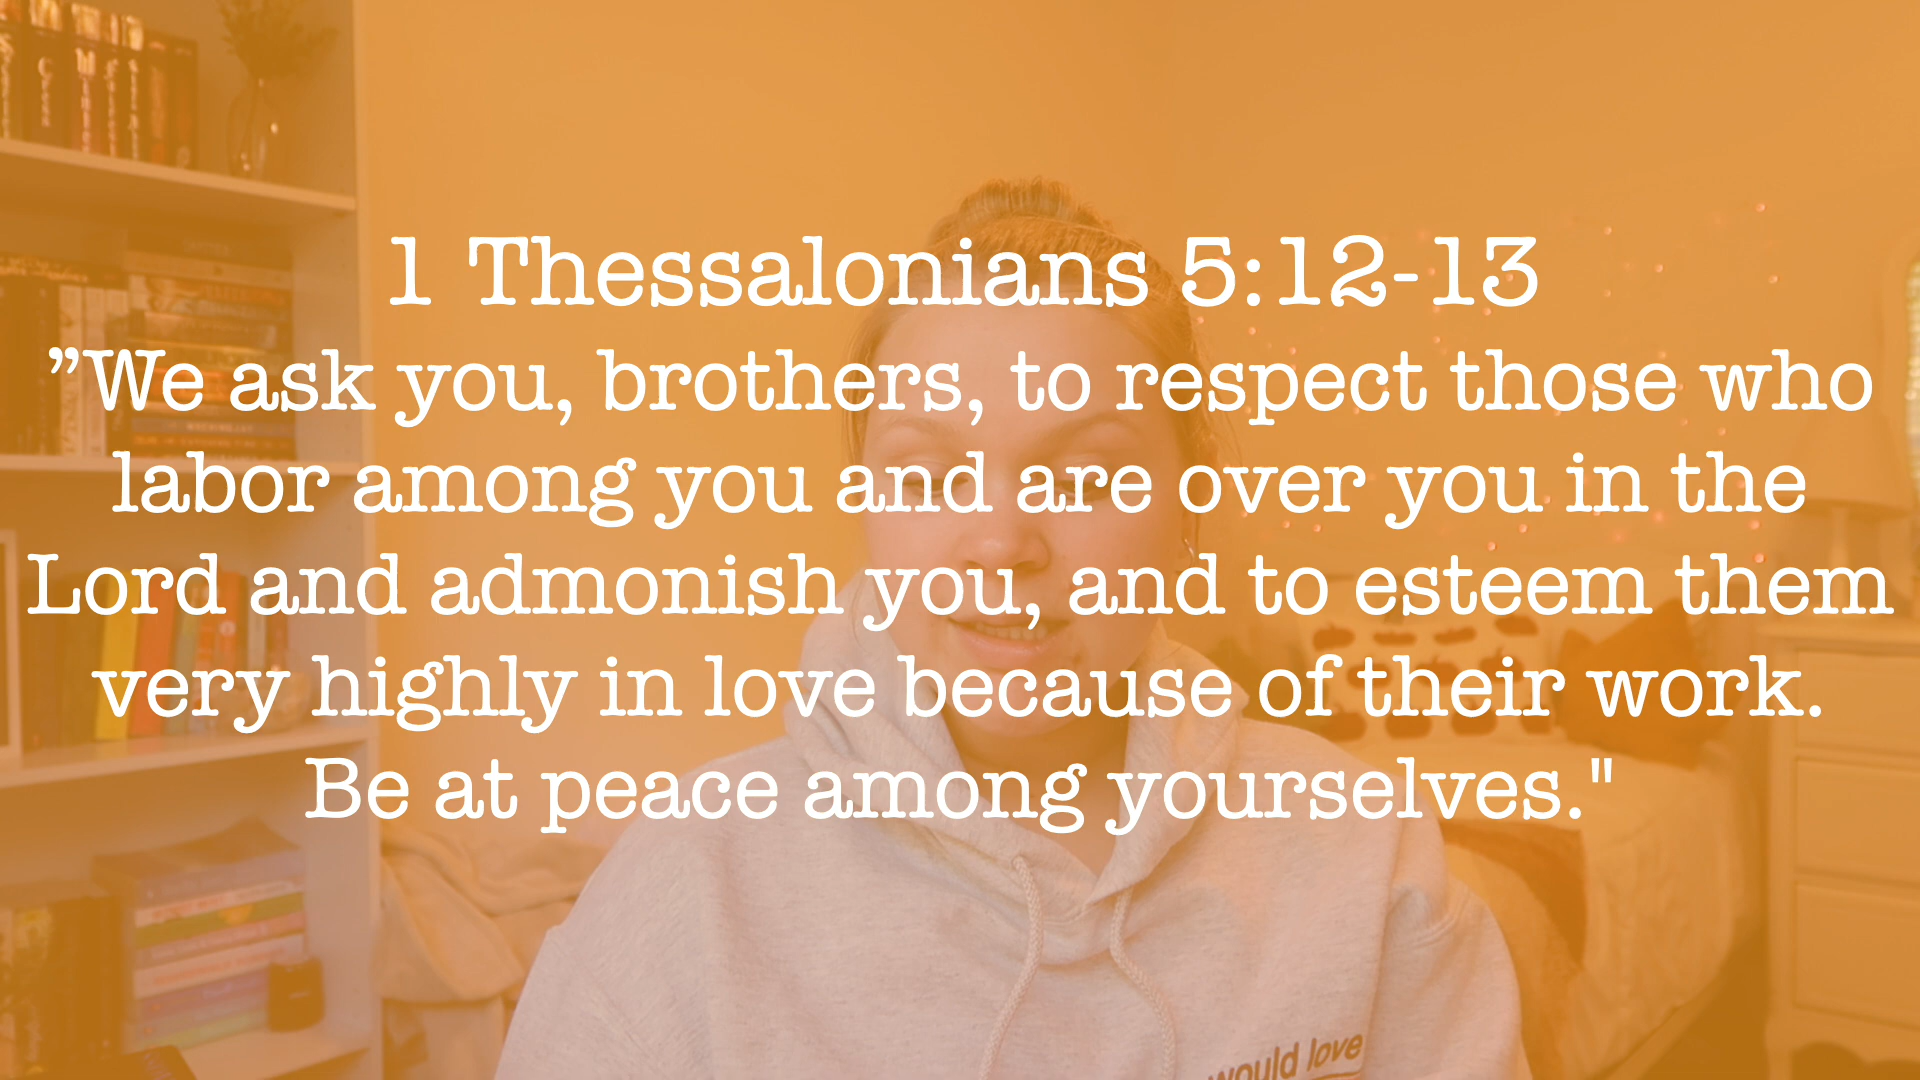 1 Thessalonians 5:12-13
”We ask you, brothers, to respect those who
labor among you and are over you in the
Lord and admonish you, and to esteem them
very highly in love because of their work.
Be at peace among yourselves."
would love